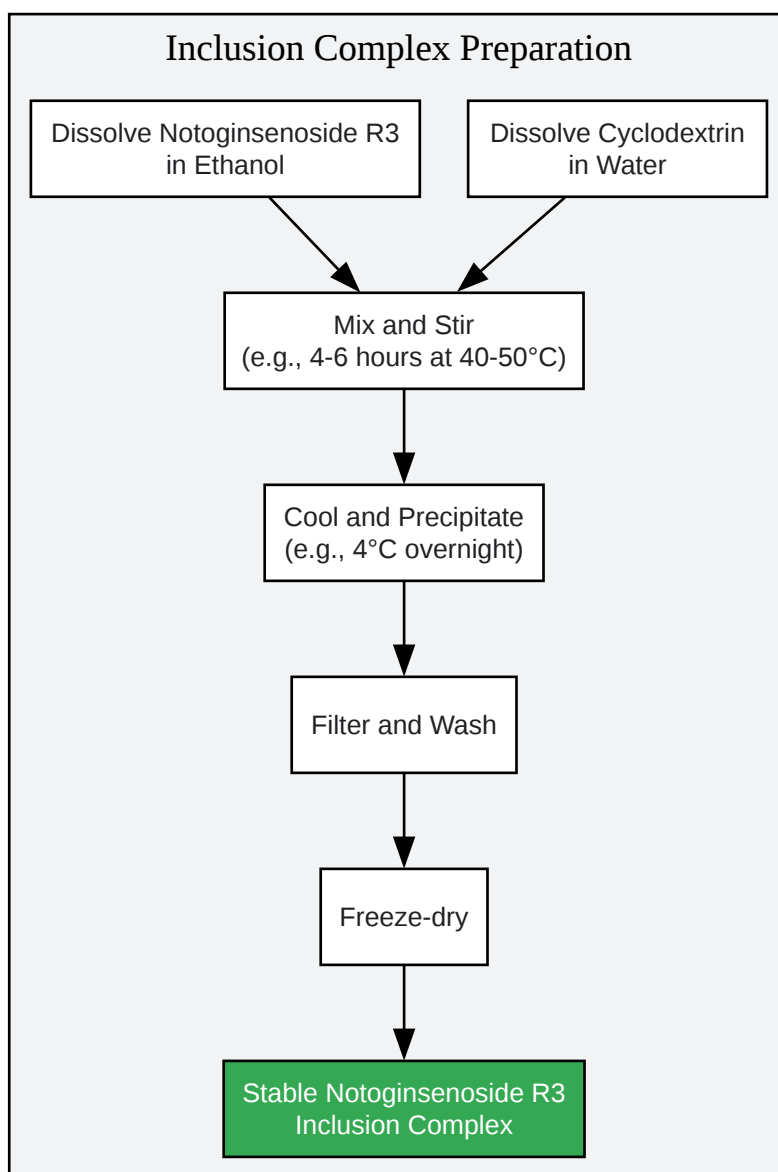 Inclusion Complex Preparation
Dissolve Notoginsenoside R3
in Ethanol
Dissolve Cyclodextrin
in Water
Mix and Stir
(e.g., 4-6 hours at 40-50°C)
Cool and Precipitate
(e.g., 4°C overnight)
Filter and Wash
Freeze-dry
Stable Notoginsenoside R3
Inclusion Complex